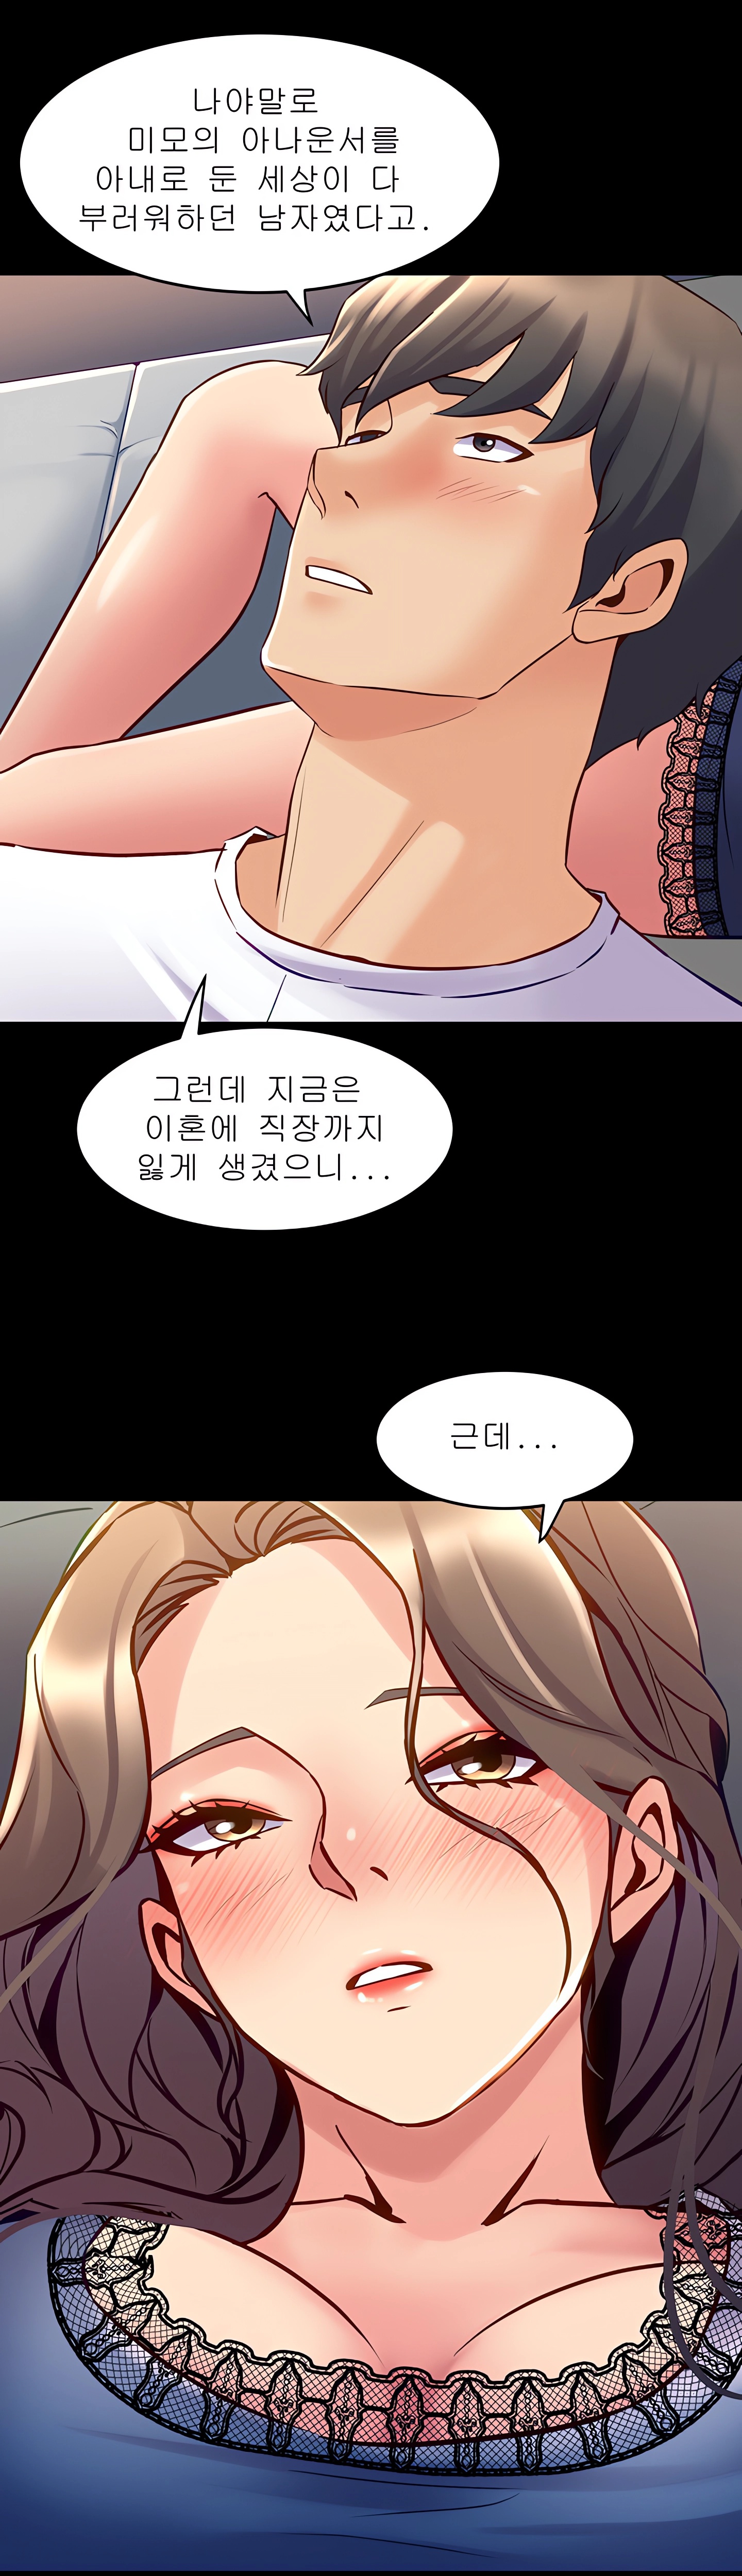 나야말로
미모의 아나운서를
아내로 둔 세상이 다
부러워하던 남자였다고.
그런데 지금은
이혼에 직장까지
잃게 생겼으니...
근데...